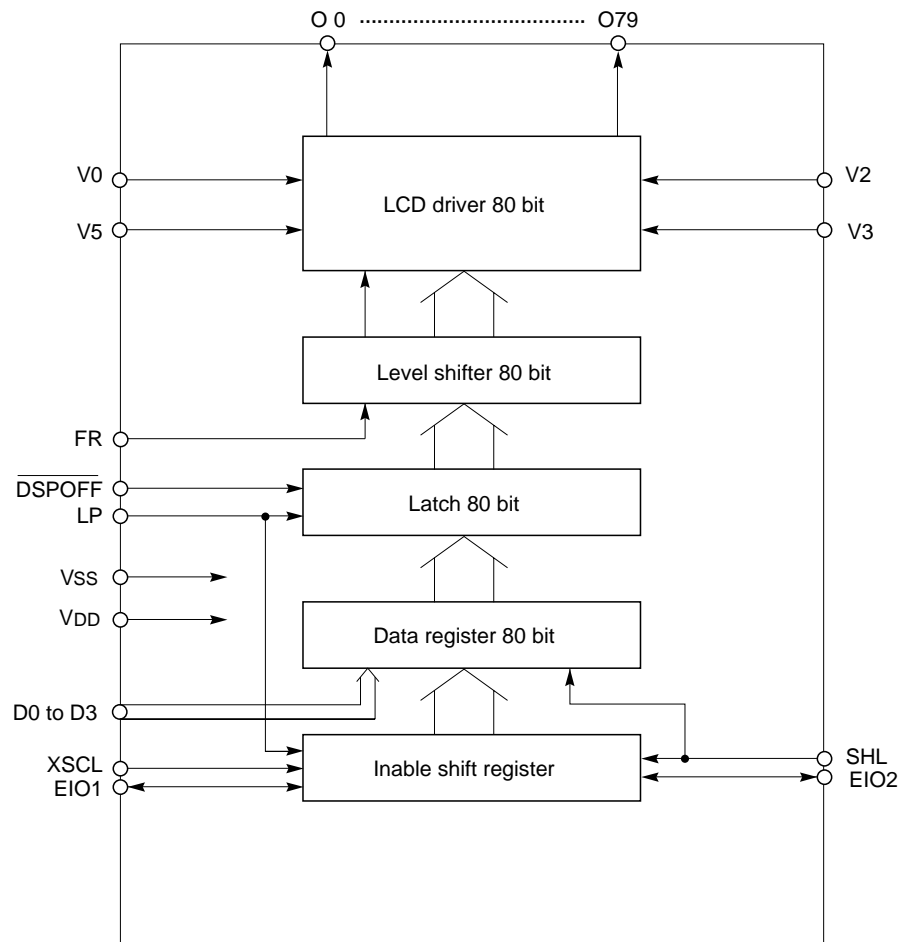 O 0 ........................ O79
V0
V2
LCD driver 80 bit
V5
V3
Level shifter 80 bit
FR
DSPOFF
Latch 80 bit
LP
VSS
VDD
Data register 80 bit
D0 to D3
XSCL
Inable shift register
SHL
EIO1
EIO2